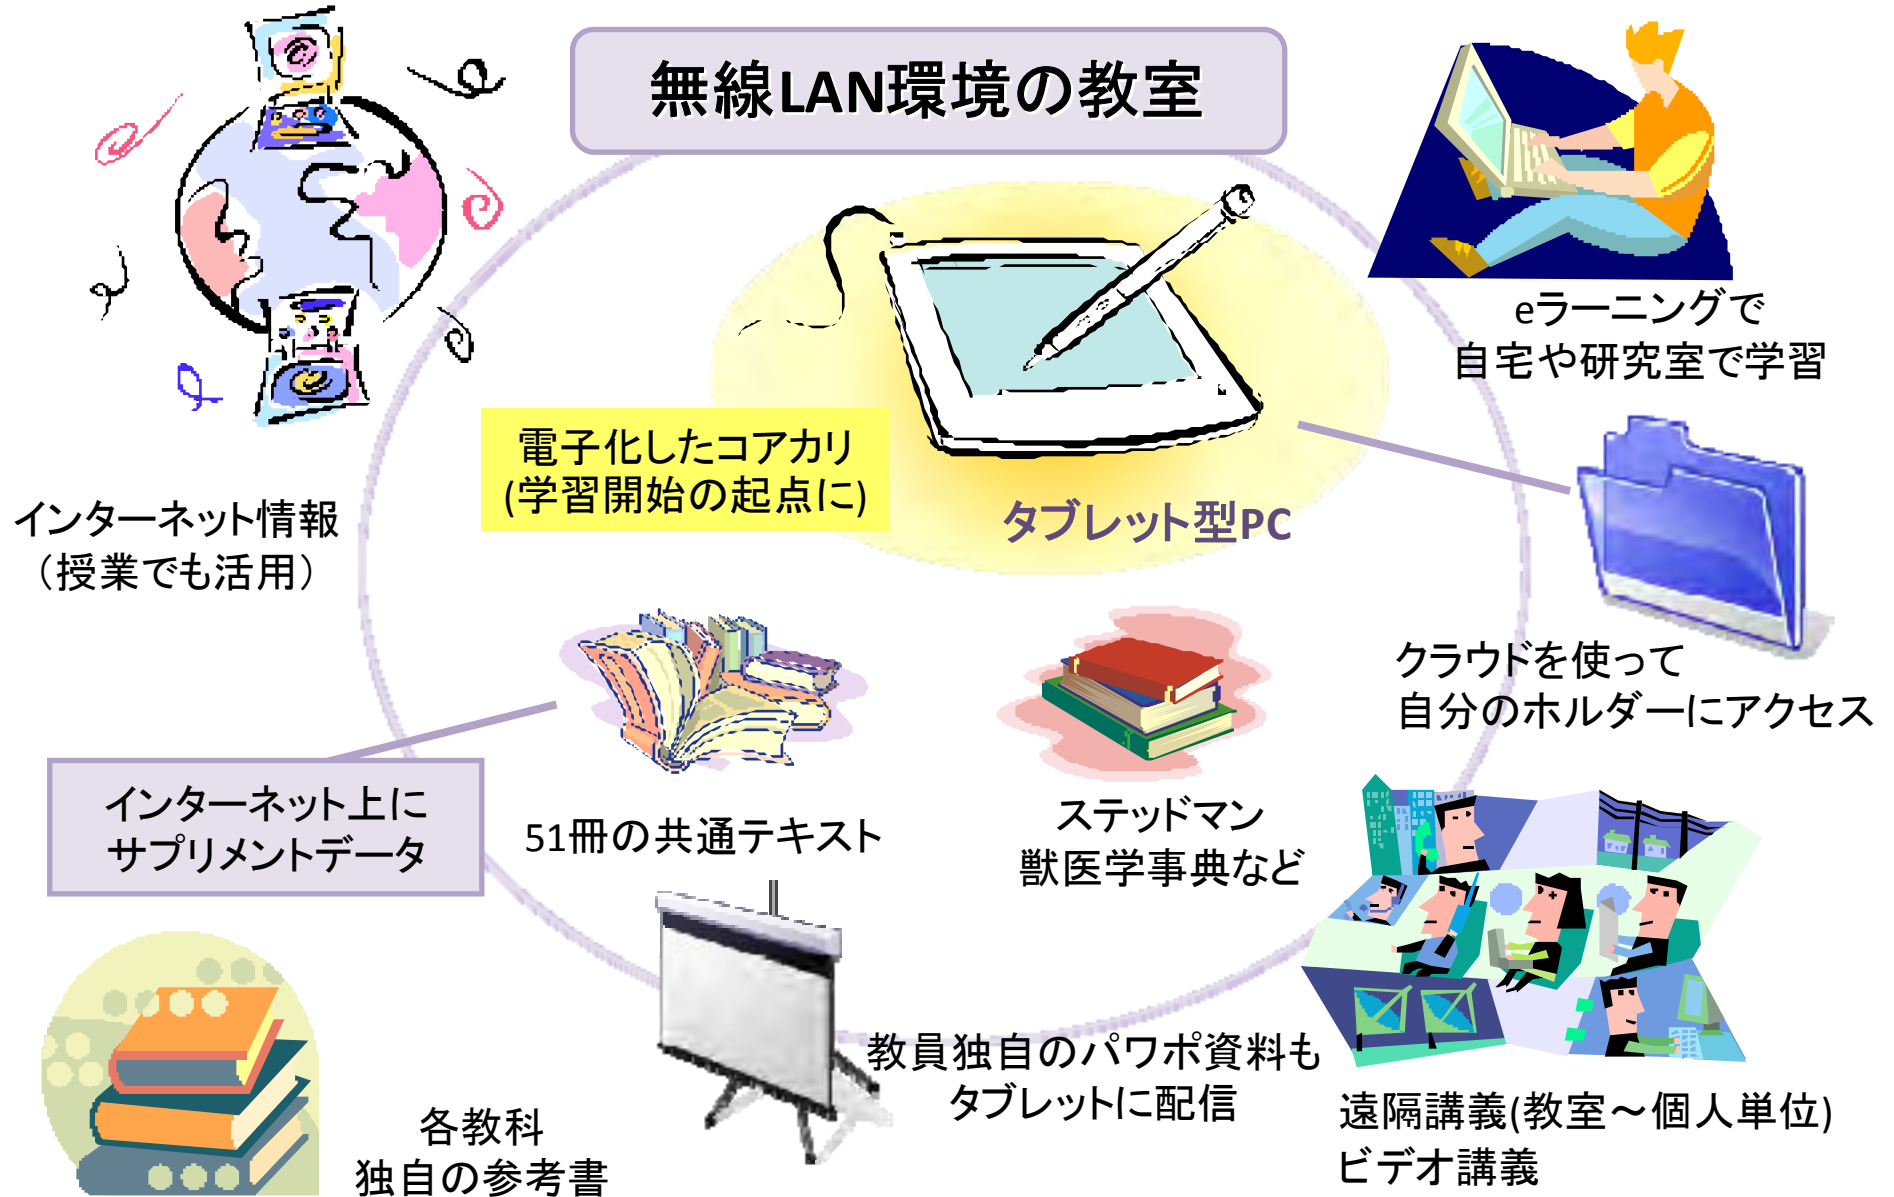 無線LAN環境の教室
eラーニングで
自宅や研究室で学習
電子化したコアカリ
(学習開始の起点に)
タブレット型PC
インターネット情報
（授業でも活用）
クラウドを使って
自分のホルダーにアクセス
インターネット上に
サプリメントデータ
51冊の共通テキスト
ステッドマン
獣医学事典など
教員独自のパワポ資料も
タブレットに配信
遠隔講義(教室～個人単位)
ビデオ講義
各教科
独自の参考書